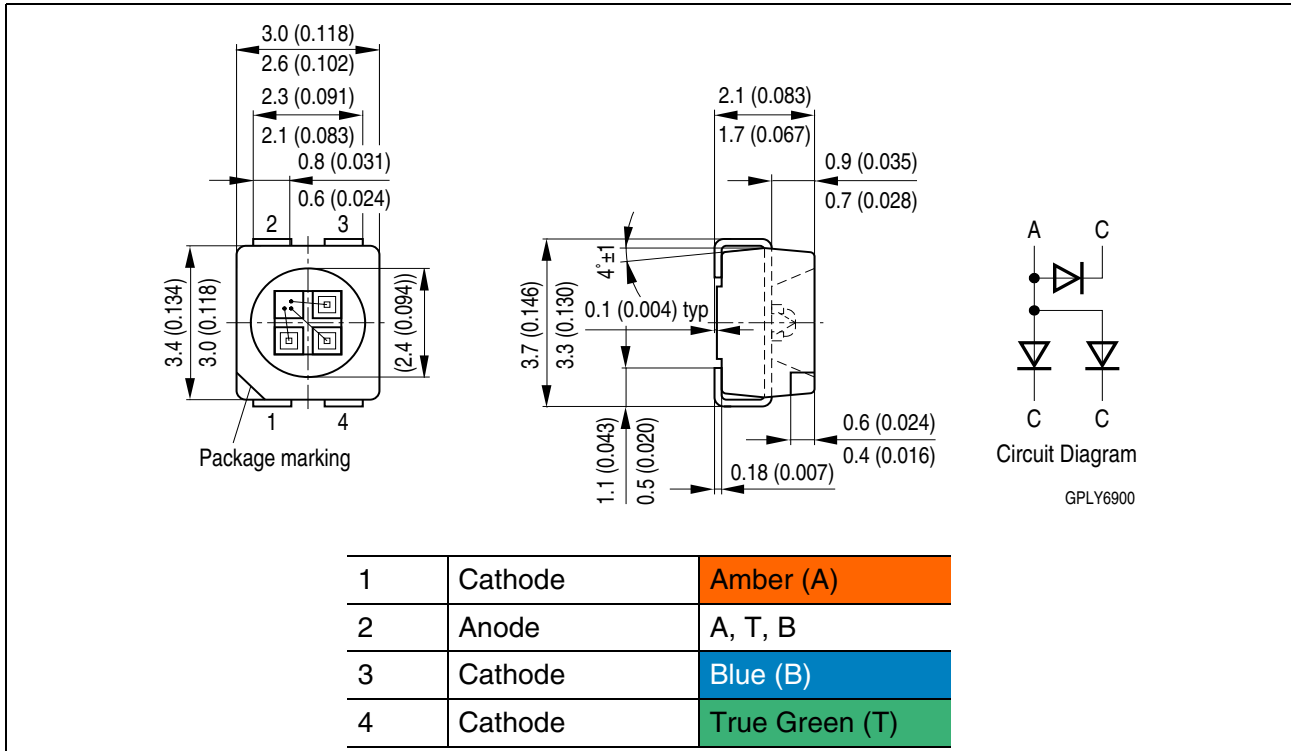 3.0 (0.118)
2.6 (0.102)
2.3 (0.091)
2.1 (0.083)
0.8 (0.031)
0.6 (0.024)
2 3
3.4 (0.134)
3.0 (0.118)
(2.4 (0.094))
1 4
Package marking
2.1 (0.083)
1.7 (0.067)
0.9 (0.035)
0.7 (0.028)
4°±1
0.1 (0.004) typ
3.7 (0.146)
3.3 (0.130)
1.1 (0.043)
0.5 (0.020)
0.6 (0.024)
0.4 (0.016)
0.18 (0.007)
A C
C C
Circuit Diagram
GPLY6900
1 Cathode Amber (A)
2 Anode A, T, B
3 Cathode Blue (B)
4 Cathode True Green (T)